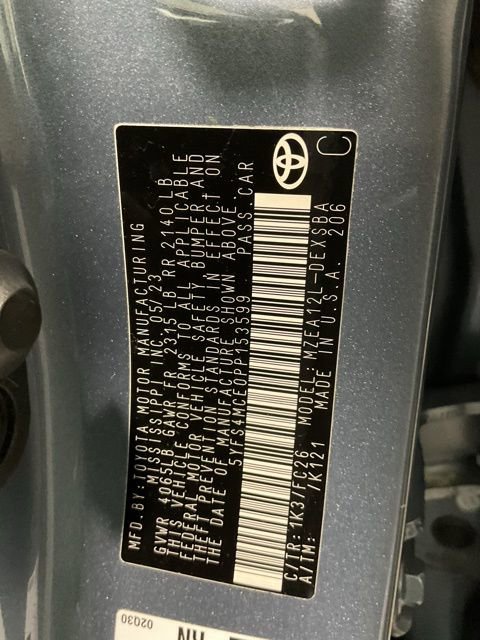 MFD.BY:TOYOTA MOTOR MANUFACTURING
MISSISSIPPI, INC. 05/23
GVWR 4065LB GAWR FR 2315LB RR 2140LB
THIS VEHICLE CONFORMS TO ALL APPLICABLE
FEDERAL MOTOR VEHICLE SAFETY, BUMPER, AND
THEFT PREVENTION STANDARDS IN EFFECT ON
THE DATE OF MANUFACTURE SHOWN ABOVE.
5YFS4MCE0PP153599 PASS.CAR
C/TR: 1K3/FC26 MODEL: MZEA12L-DEXSBA
A/TM: /K121 MADE IN U.S.A. 206
C
02030
HN